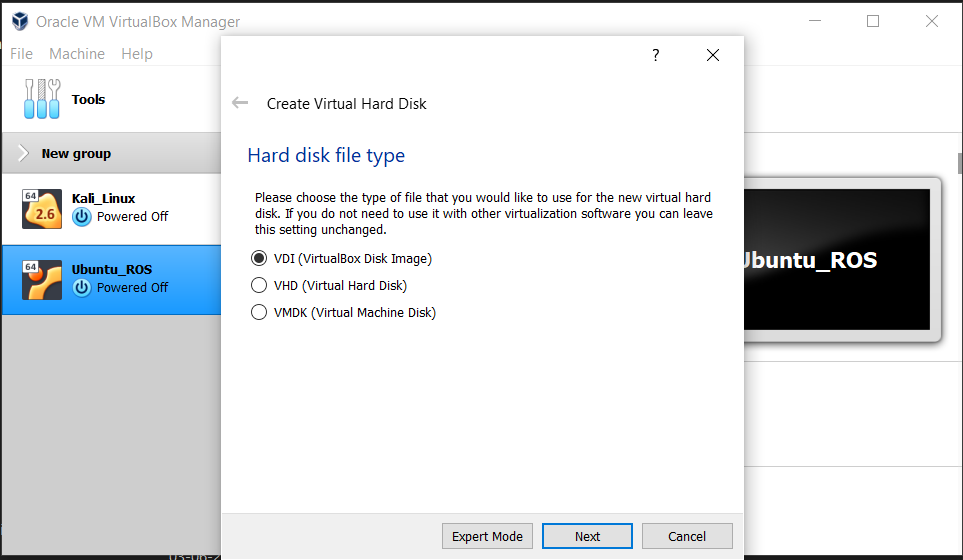 Oracle VM VirtualBox Manager
File Machine Help
Tools
New group
64
2.6
Kali_Linux
Powered Off
64
Ubuntu_ROS
Powered Off
?
Create Virtual Hard Disk
Hard disk file type
Please choose the type of file that you would like to use for the new virtual hard
disk. If you do not need to use it with other virtualization software you can leave
this setting unchanged.
VDI (VirtualBox Disk Image)
VHD (Virtual Hard Disk)
VMDK (Virtual Machine Disk)
Expert Mode Next Cancel
Ubuntu_ROS